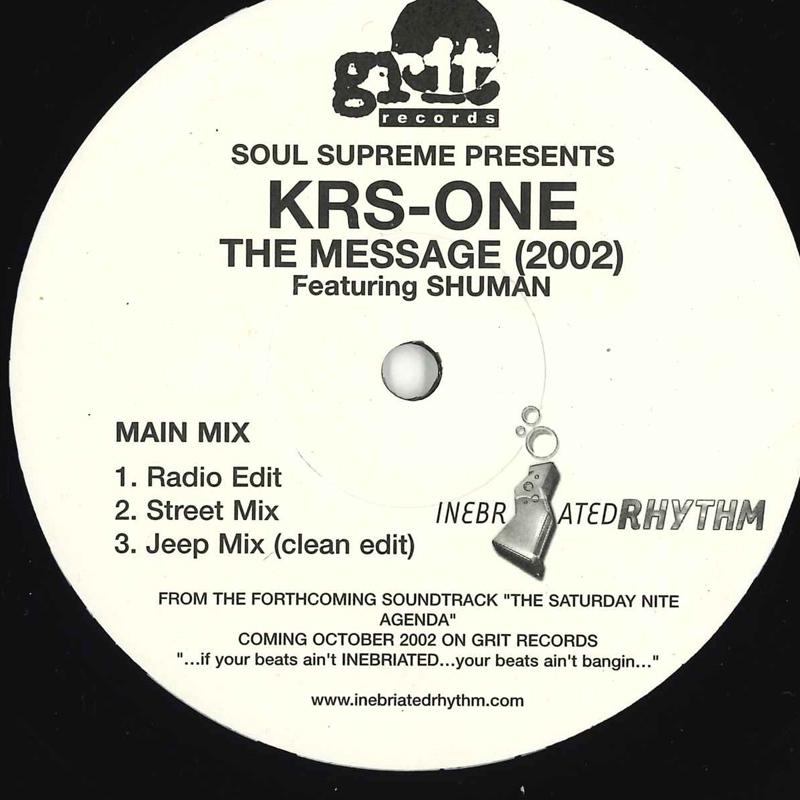 grit
records
SOUL SUPREME PRESENTS
KRS-ONE
THE MESSAGE (2002)
Featuring SHUMAN
MAIN MIX
1. Radio Edit
2. Street Mix
3. Jeep Mix (clean edit)
INEBRIATEDRHYTHM
FROM THE FORTHCOMING SOUNDTRACK "THE SATURDAY NITE
AGENDA"
COMING OCTOBER 2002 ON GRIT RECORDS
"...if your beats ain't INEBRIATED...your beats ain't bangin..."
www.inebriatedrhythm.com